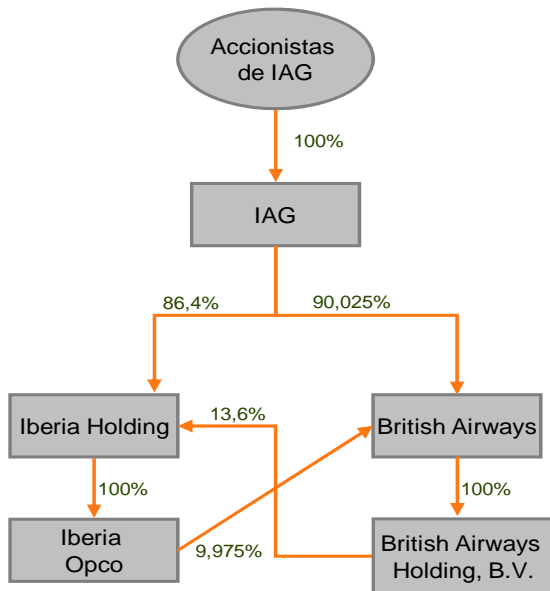 Accionistas
de IAG
100%
IAG
86,4%
90,025%
Iberia Holding
13,6%
British Airways
100%
100%
Iberia
Opco
9,975%
British Airways
Holding, B.V.